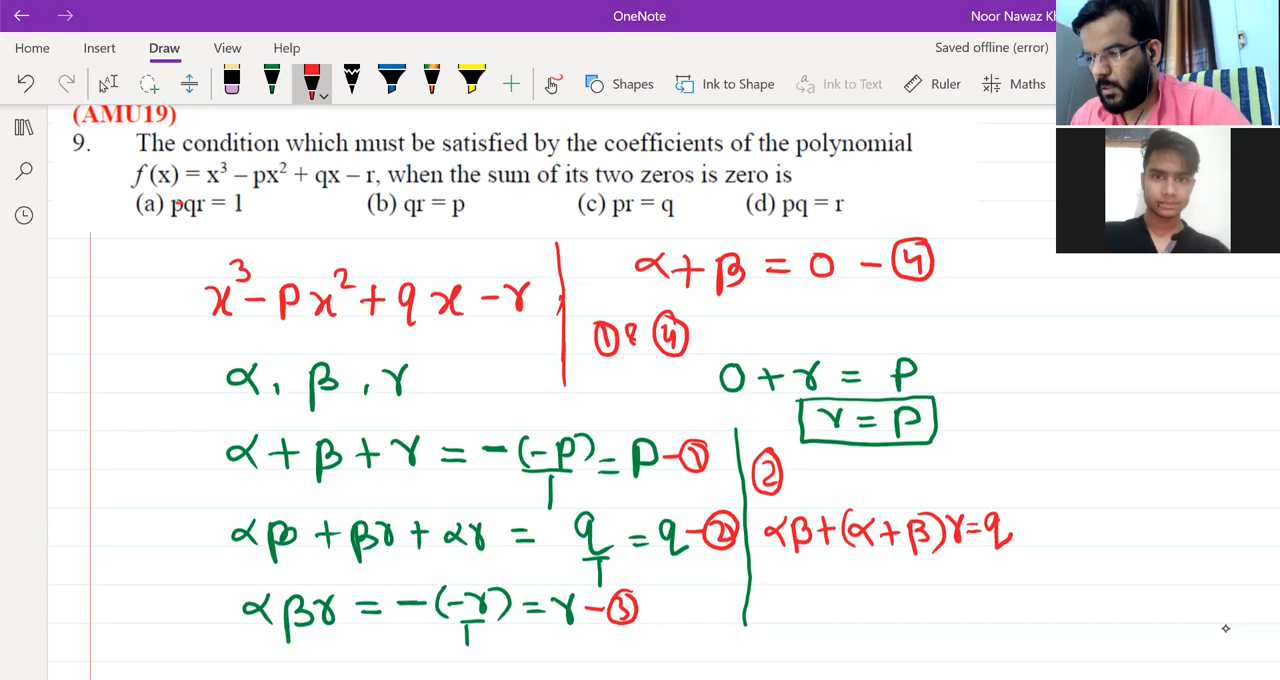 OneNote
Noor Nawaz Kh
Home Insert Draw View Help
Saved offline (error)
Shapes Ink to Shape Ink to Text Ruler Maths
(AMU19)
9. The condition which must be satisfied by the coefficients of the polynomial
f(x) = x³ – px² + qx – r, when the sum of its two zeros is zero is
(a) pqr = 1 (b) qr = p (c) pr = q (d) pq = r
x³ - px² + qx - r
α + β = 0 - ④
① & ④
α, β, γ
0 + γ = P
γ = P
α + β + γ = -(-p)/1 = p - ①
②
αβ + βγ + αγ = q/1 = q - ②
αβ + (α + β)γ = q
αβγ = -(-r)/1 = r - ③